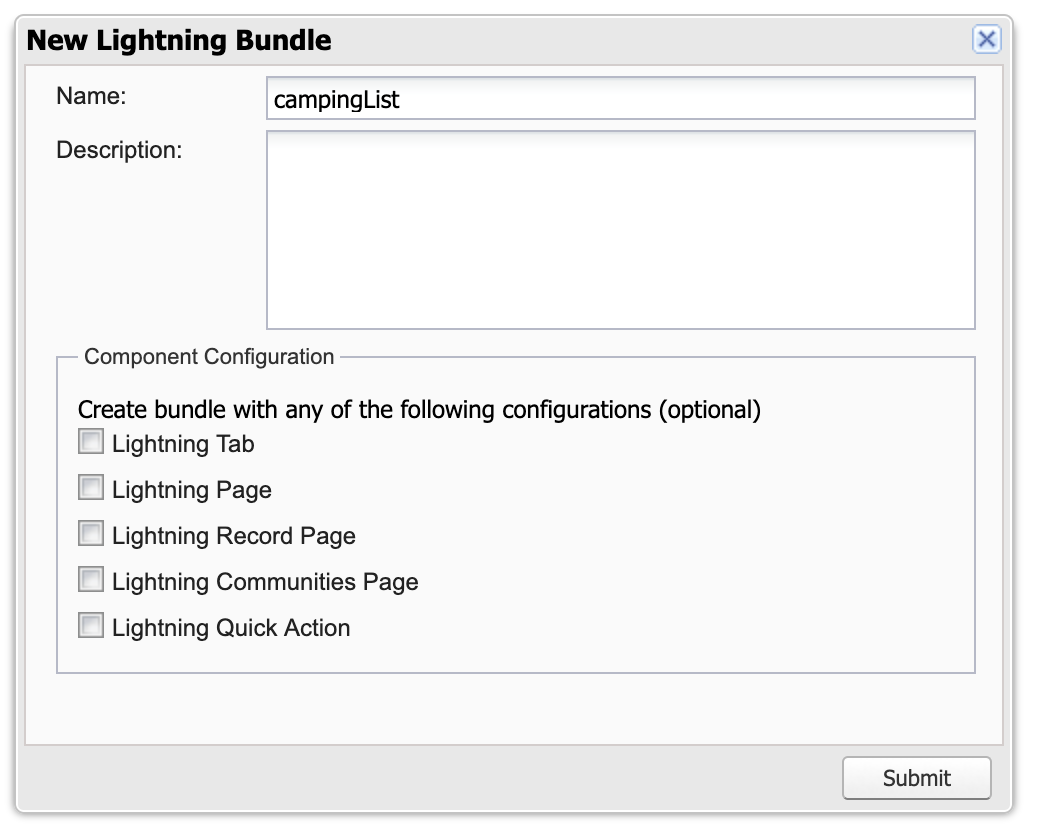 New Lightning Bundle
Name:
campingList
Description:
Component Configuration
Create bundle with any of the following configurations (optional)
Lightning Tab
Lightning Page
Lightning Record Page
Lightning Communities Page
Lightning Quick Action
Submit